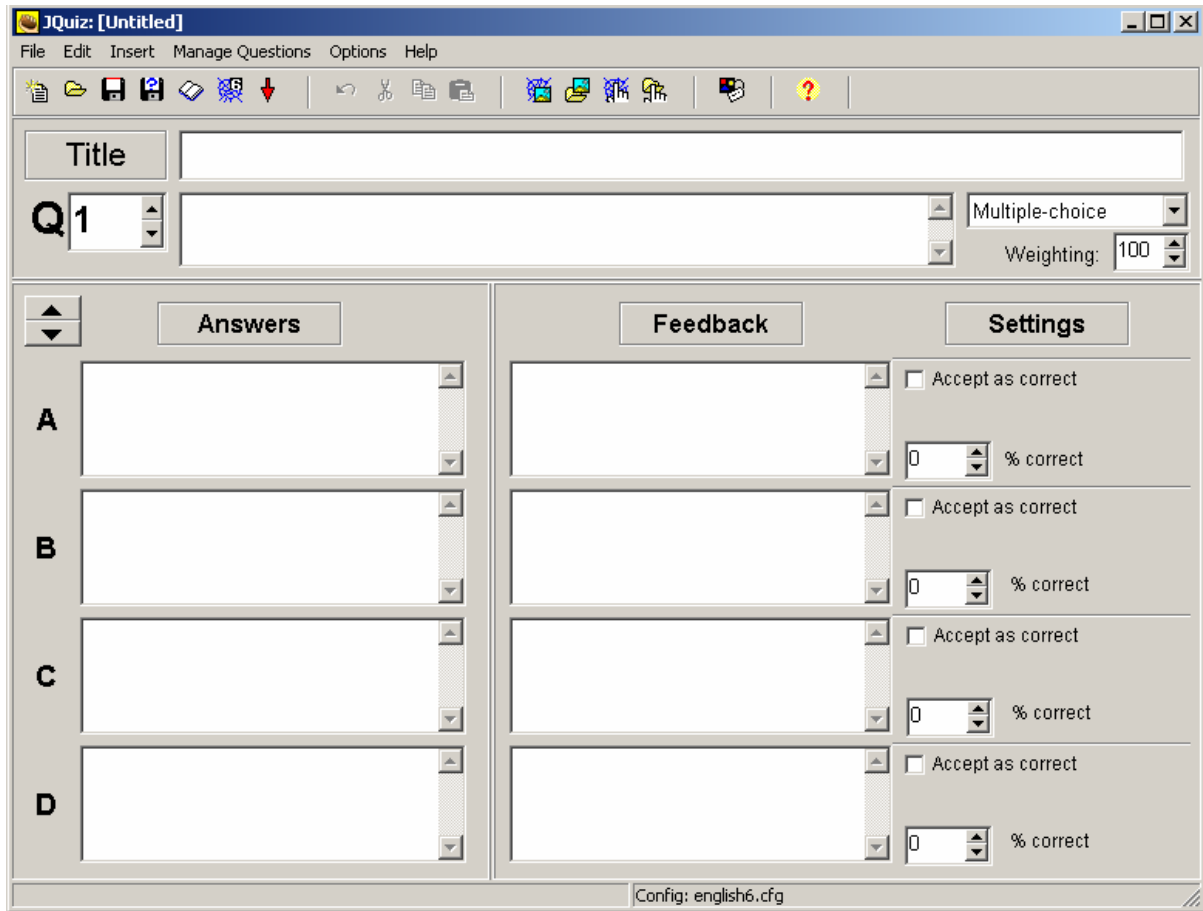 JQuiz: [Untitled]
File Edit Insert Manage Questions Options Help
6 ?
Title
Q 1 Multiple-choice
Weighting: 100
Answers Feedback Settings
A Accept as correct
0 % correct
B Accept as correct
0 % correct
C Accept as correct
0 % correct
D Accept as correct
0 % correct
Config: english6.cfg